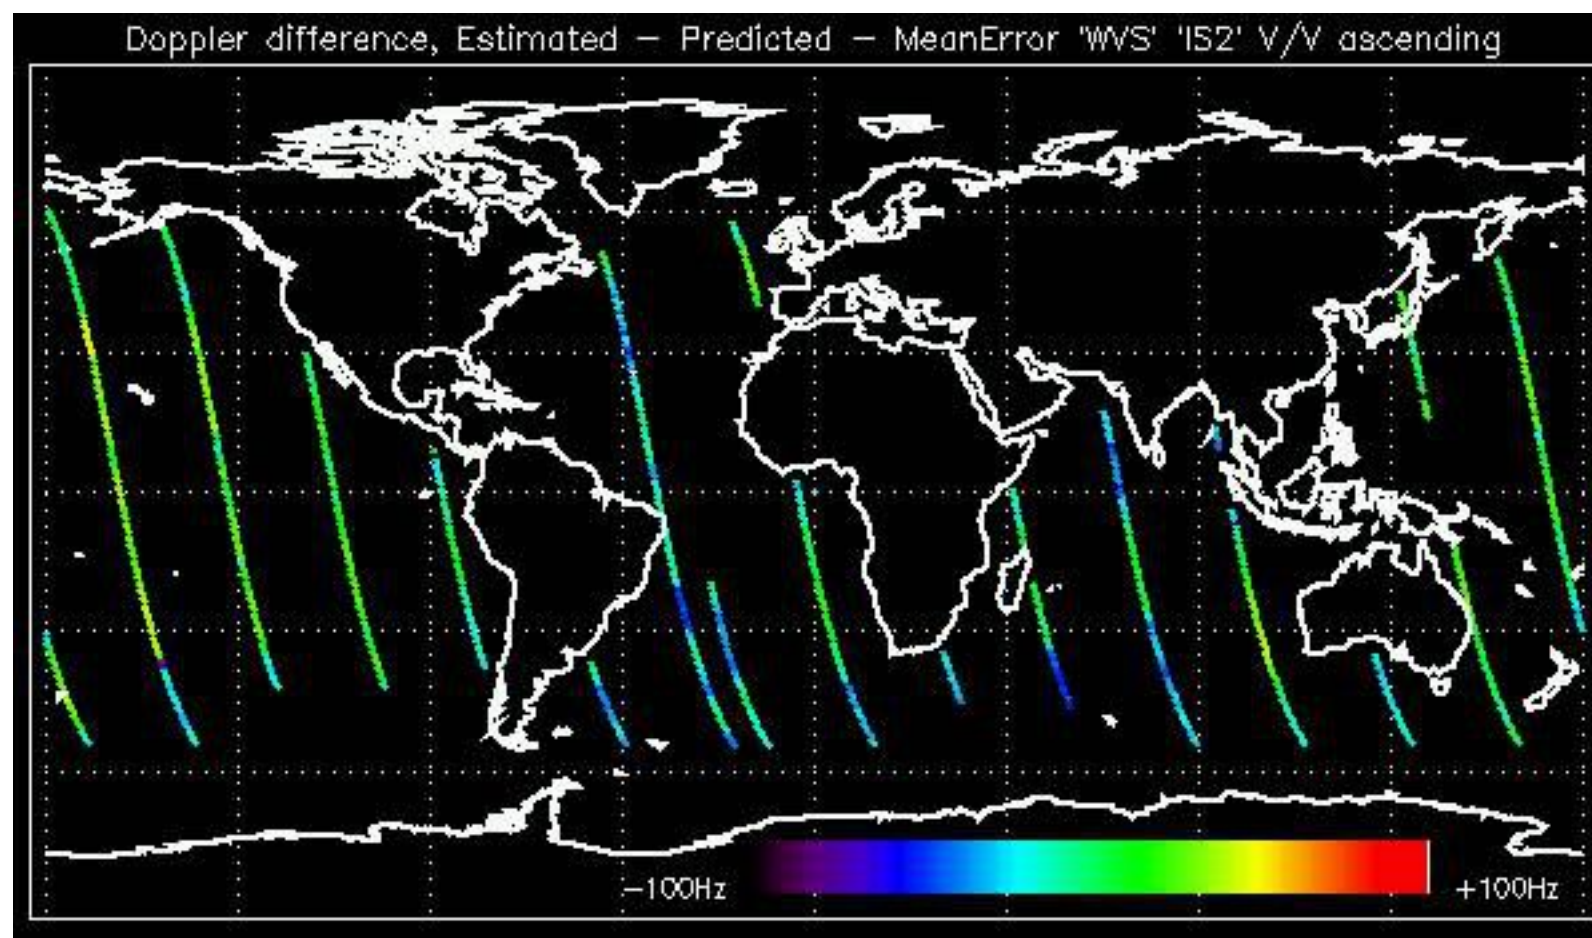 Doppler difference, Estimated – Predicted – MeanError 'WVS' 'IS2' V/V ascending
–100Hz
+100Hz